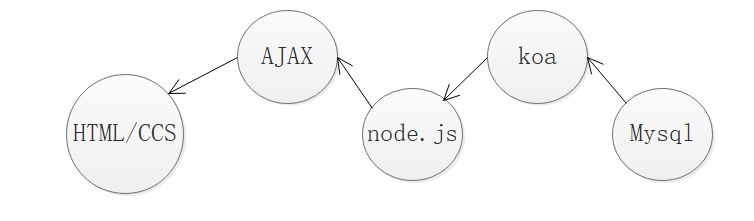 AJAX
koa
HTML/CCS
node.js
Mysql